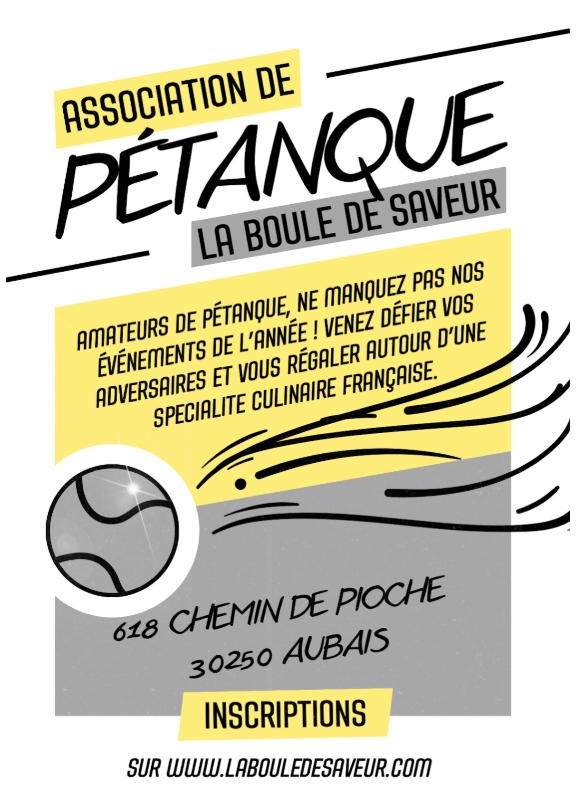 ASSOCIATION DE
PÉTANQUE
LA BOULE DE SAVEUR
AMATEURS DE PÉTANQUE, NE MANQUEZ PAS NOS
ÉVÉNEMENTS DE L'ANNÉE ! VENEZ DÉFIER VOS
ADVERSAIRES ET VOUS RÉGALER AUTOUR D'UNE
SPECIALITE CULINAIRE FRANÇAISE.
618 CHEMIN DE PIOCHE
30250 AUBAIS
INSCRIPTIONS
SUR WWW.LABOULEDESAVEUR.COM